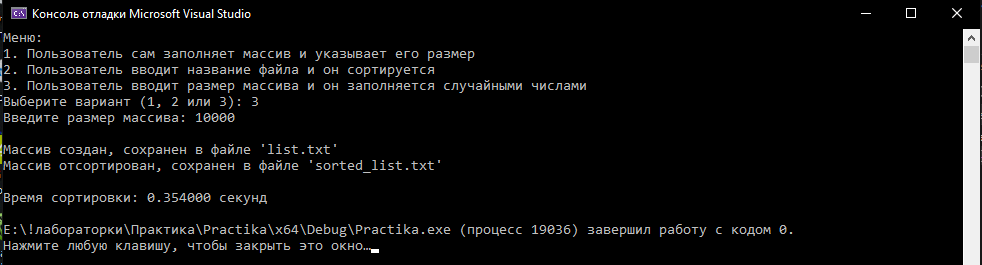 Консоль отладки Microsoft Visual Studio
Меню:
1. Пользователь сам заполняет массив и указывает его размер
2. Пользователь вводит название файла и он сортируется
3. Пользователь вводит размер массива и он заполняется случайными числами
Выберите вариант (1, 2 или 3): 3
Введите размер массива: 10000
Массив создан, сохранен в файле 'list.txt'
Массив отсортирован, сохранен в файле 'sorted_list.txt'
Время сортировки: 0.354000 секунд
E:\!лабораторки\Практика\Practika\x64\Debug\Practika.exe (процесс 19036) завершил работу с кодом 0.
Нажмите любую клавишу, чтобы закрыть это окно…